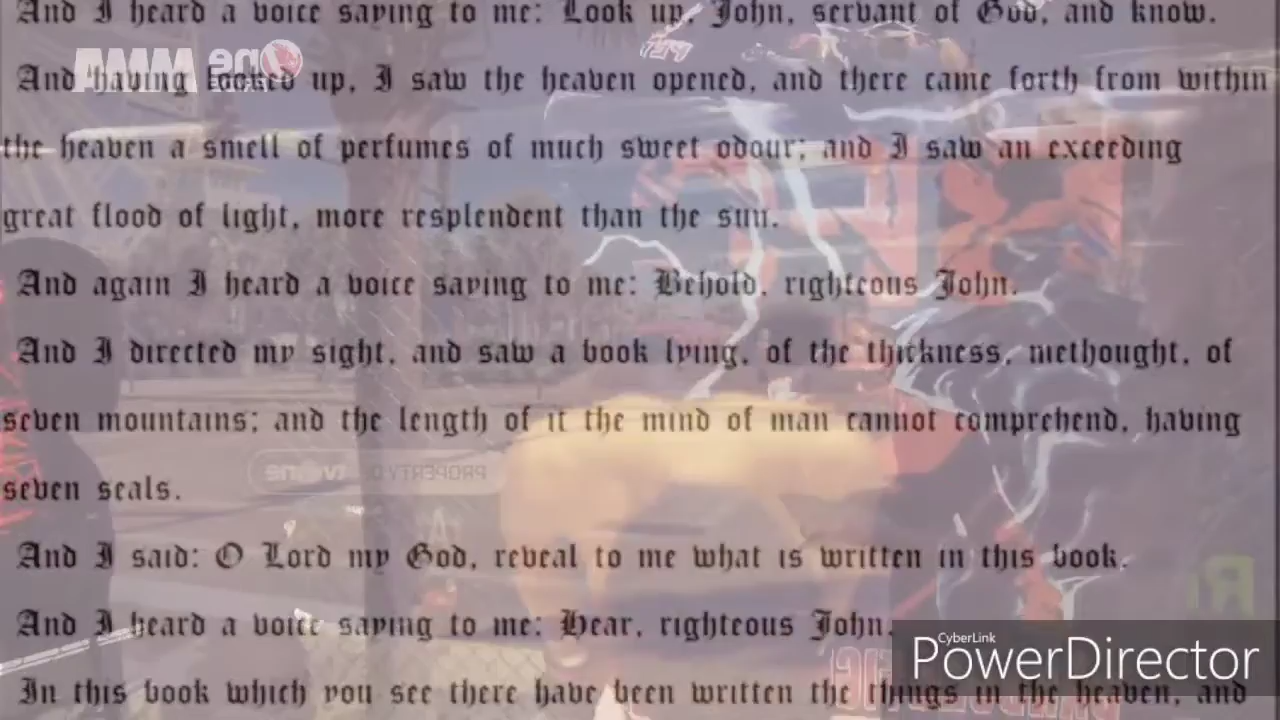 And I heard a voice saying to me: Look up, John, servant of God, and know.
And having looked up, I saw the heaven opened, and there came forth from within
the heaven a smell of perfumes of much sweet odour; and I saw an exceeding
great flood of light, more resplendent than the sun.
And again I heard a voice saying to me: Behold, righteous John.
And I directed my sight, and saw a book lying, of the thickness, methought, of
seven mountains; and the length of it the mind of man cannot comprehend, having
seven seals.
And I said: O Lord my God, reveal to me what is written in this book.
And I heard a voice saying to me: Hear, righteous John.
In this book which you see there have been written the things in the heaven, and
One
PROPERTY O
tvone
CyberLink
PowerDirector